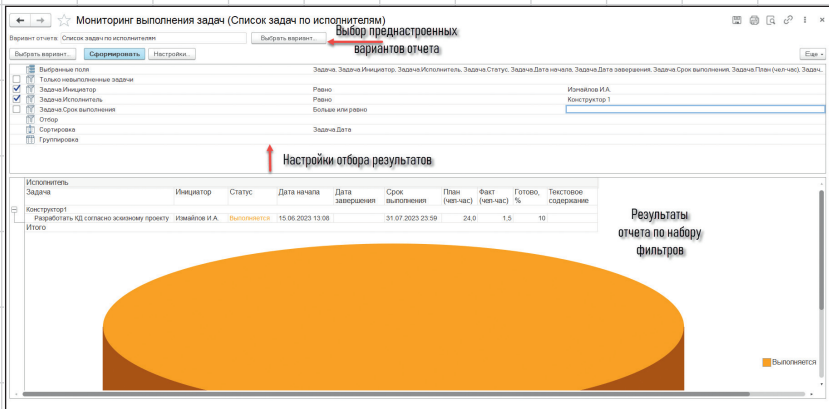 Мониторинг выполнения задач (Список задач по исполнителям)
Вариант отчета: Список задач по исполнителям Выбрать вариант...
Выбор преднастроенных
вариантов отчета
Выбрать вариант... Сформировать Настройки... Еще
Выбранные поля Задача, Задача.Инициатор, Задача.Исполнитель, Задача.Статус, Задача.Дата начала, Задача.Дата завершения, Задача.Срок выполнения, Задача.План (чел-час), Задач...
Только невыполненные задачи
Задача.Инициатор Равно Измайлов И.А.
Задача.Исполнитель Равно Конструктор 1
Задача.Срок выполнения Больше или равно
Отбор
Сортировка Задача.Дата
Группировка
Настройки отбора результатов
Исполнитель
Задача Инициатор Статус Дата начала Дата завершения Срок выполнения План (чел-час) Факт (чел-час) Готово, % Текстовое содержание
Конструктор1
Разработать КД согласно эскизному проекту Измайлов И.А. Выполняется 15.06.2023 13:08 31.07.2023 23:59 24,0 1,5 10
Итого
Результаты
отчета по набору
фильтров
Выполняется